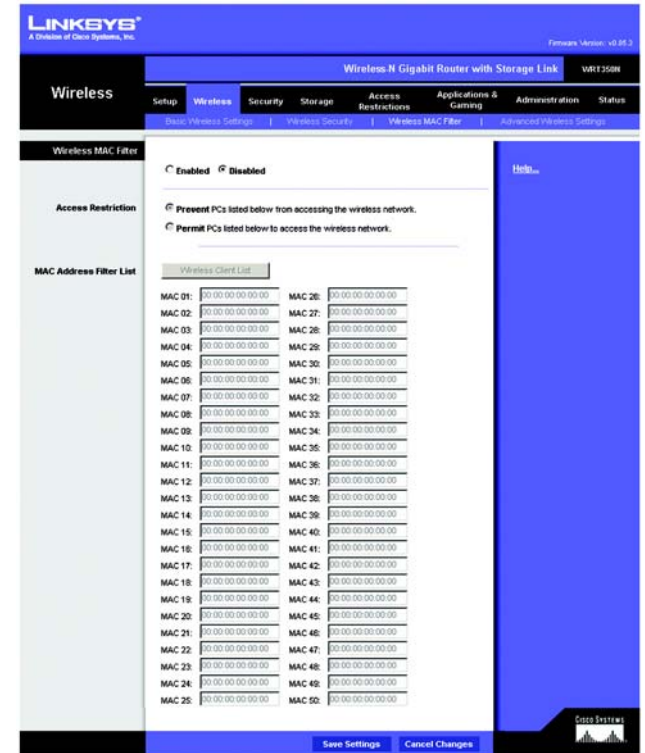 LINKSYS®
A Division of Cisco Systems, Inc.
Firmware Version: v0.86.3
Wireless-N Gigabit Router with Storage Link WRT350N
Wireless
Setup Wireless Security Storage Access Restrictions Applications & Gaming Administration Status
Basic Wireless Settings | Wireless Security | Wireless MAC Filter | Advanced Wireless Settings
Wireless MAC Filter
Enabled Disabled
Help...
Access Restriction
Prevent PCs listed below from accessing the wireless network.
Permit PCs listed below to access the wireless network.
MAC Address Filter List
Wireless Client List
MAC 01: 00:00:00:00:00:00 MAC 26: 00:00:00:00:00:00
MAC 02: 00:00:00:00:00:00 MAC 27: 00:00:00:00:00:00
MAC 03: 00:00:00:00:00:00 MAC 28: 00:00:00:00:00:00
MAC 04: 00:00:00:00:00:00 MAC 29: 00:00:00:00:00:00
MAC 05: 00:00:00:00:00:00 MAC 30: 00:00:00:00:00:00
MAC 06: 00:00:00:00:00:00 MAC 31: 00:00:00:00:00:00
MAC 07: 00:00:00:00:00:00 MAC 32: 00:00:00:00:00:00
MAC 08: 00:00:00:00:00:00 MAC 33: 00:00:00:00:00:00
MAC 09: 00:00:00:00:00:00 MAC 34: 00:00:00:00:00:00
MAC 10: 00:00:00:00:00:00 MAC 35: 00:00:00:00:00:00
MAC 11: 00:00:00:00:00:00 MAC 36: 00:00:00:00:00:00
MAC 12: 00:00:00:00:00:00 MAC 37: 00:00:00:00:00:00
MAC 13: 00:00:00:00:00:00 MAC 38: 00:00:00:00:00:00
MAC 14: 00:00:00:00:00:00 MAC 39: 00:00:00:00:00:00
MAC 15: 00:00:00:00:00:00 MAC 40: 00:00:00:00:00:00
MAC 16: 00:00:00:00:00:00 MAC 41: 00:00:00:00:00:00
MAC 17: 00:00:00:00:00:00 MAC 42: 00:00:00:00:00:00
MAC 18: 00:00:00:00:00:00 MAC 43: 00:00:00:00:00:00
MAC 19: 00:00:00:00:00:00 MAC 44: 00:00:00:00:00:00
MAC 20: 00:00:00:00:00:00 MAC 45: 00:00:00:00:00:00
MAC 21: 00:00:00:00:00:00 MAC 46: 00:00:00:00:00:00
MAC 22: 00:00:00:00:00:00 MAC 47: 00:00:00:00:00:00
MAC 23: 00:00:00:00:00:00 MAC 48: 00:00:00:00:00:00
MAC 24: 00:00:00:00:00:00 MAC 49: 00:00:00:00:00:00
MAC 25: 00:00:00:00:00:00 MAC 50: 00:00:00:00:00:00
Save Settings Cancel Changes
CISCO SYSTEMS